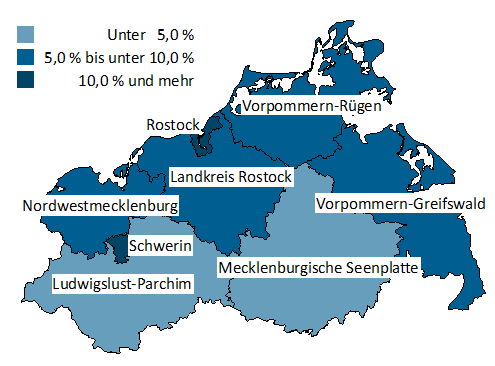 Unter 5,0 %
5,0 % bis unter 10,0 %
10,0 % und mehr
Vorpommern-Rügen
Rostock
Landkreis Rostock
Nordwestmecklenburg
Vorpommern-Greifswald
Schwerin
Mecklenburgische Seenplatte
Ludwigslust-Parchim